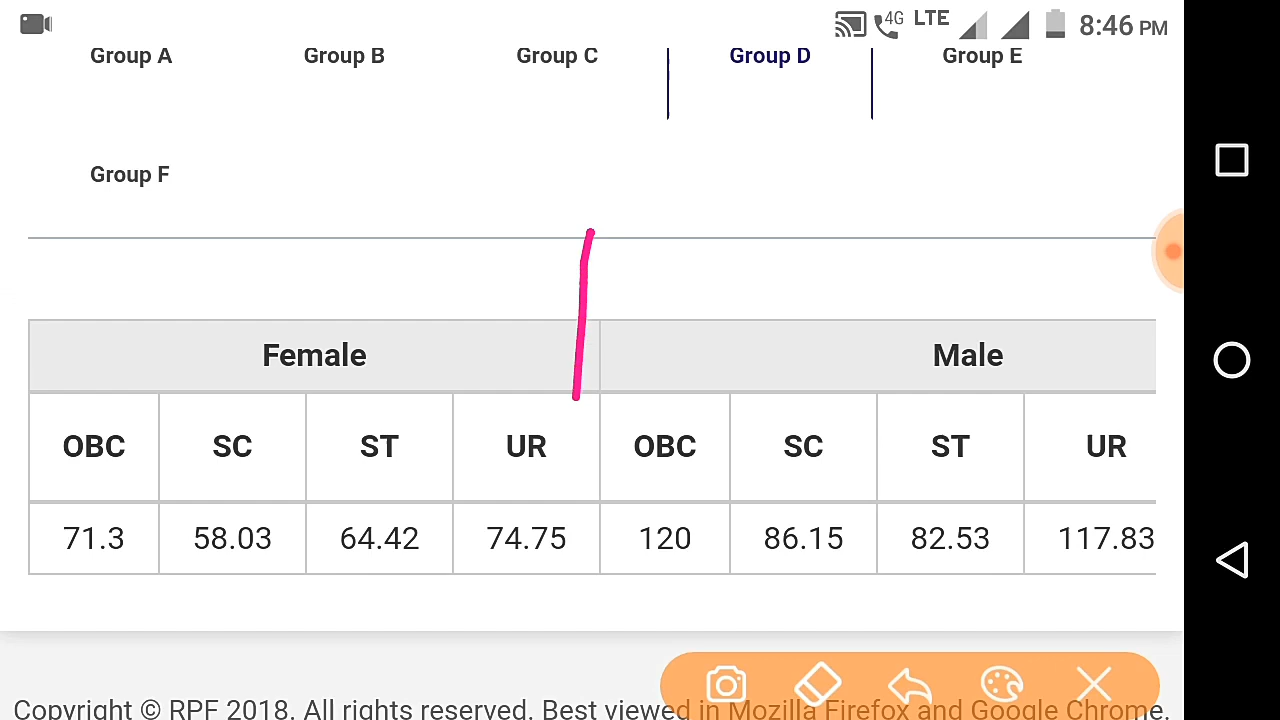 4G LTE 8:46 PM
Group A Group B Group C Group D Group E
Group F
Female Male
OBC SC ST UR OBC SC ST UR
71.3 58.03 64.42 74.75 120 86.15 82.53 117.83
Copyright © RPF 2018. All rights reserved. Best viewed in Mozilla Firefox and Google Chrome.